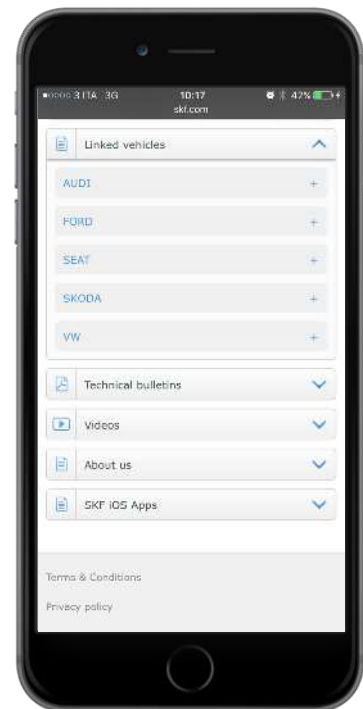 3 ITA 3G 10:17 42%
skf.com
Linked vehicles
AUDI +
FORD +
SEAT +
SKODA +
VW +
Technical bulletins
Videos
About us
SKF iOS Apps
Terms & Conditions
Privacy policy